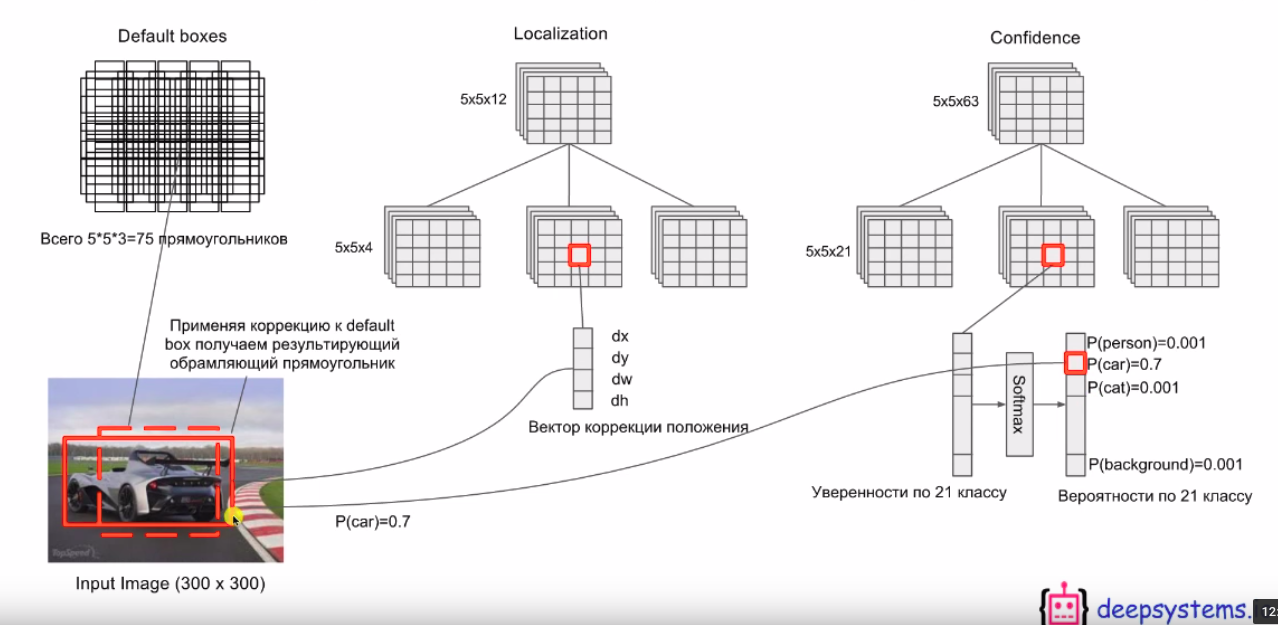 Default boxes
Localization
Confidence
5x5x12
5x5x63
Всего 5*5*3=75 прямоугольников
5x5x4
5x5x21
Применяя коррекцию к default
box получаем результирующий
обрамляющий прямоугольник
dx
dy
dw
dh
Вектор коррекции положения
Softmax
P(person)=0.001
P(car)=0.7
P(cat)=0.001
P(background)=0.001
Уверенности по 21 классу
Вероятности по 21 классу
P(car)=0.7
TopSpeed
Input Image (300 x 300)
deepsystems.
12: